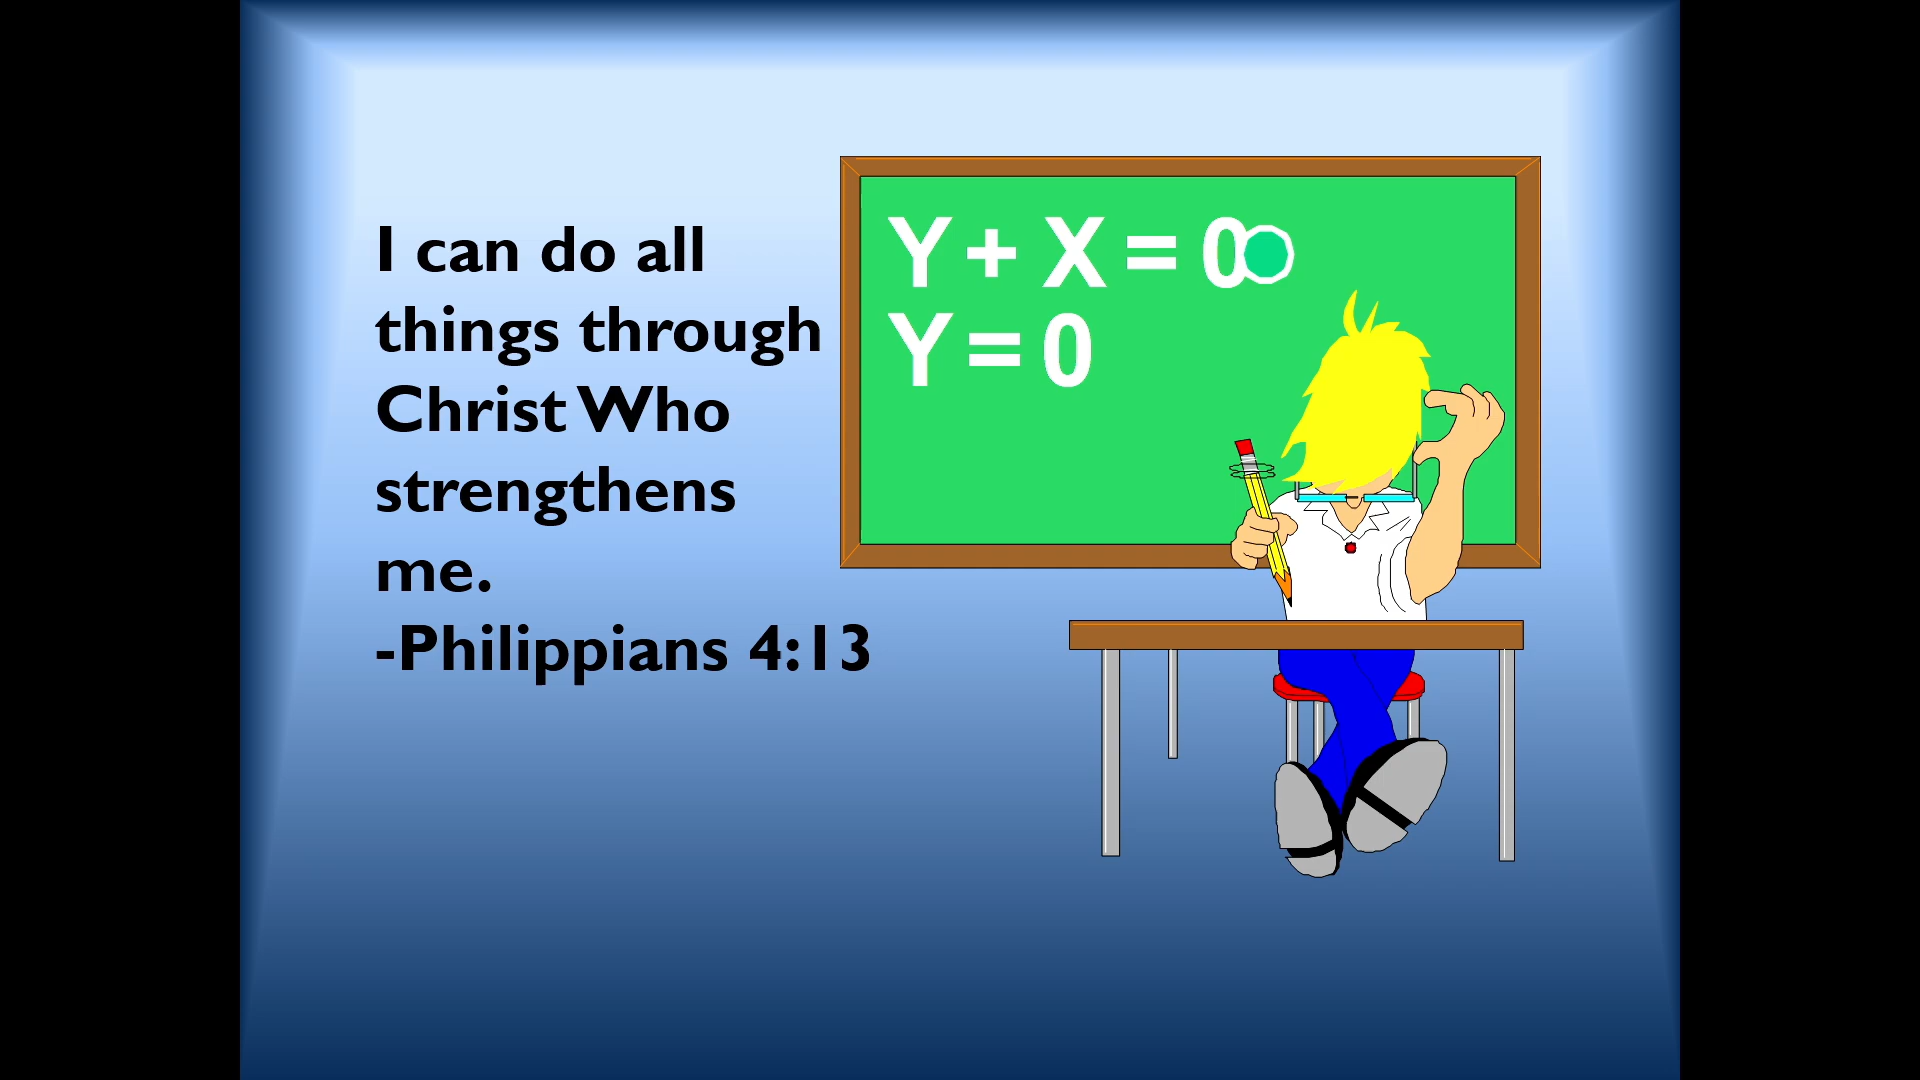 I can do all
things through
Christ Who
strengthens
me.
-Philippians 4:13
Y + X = 0
Y = 0